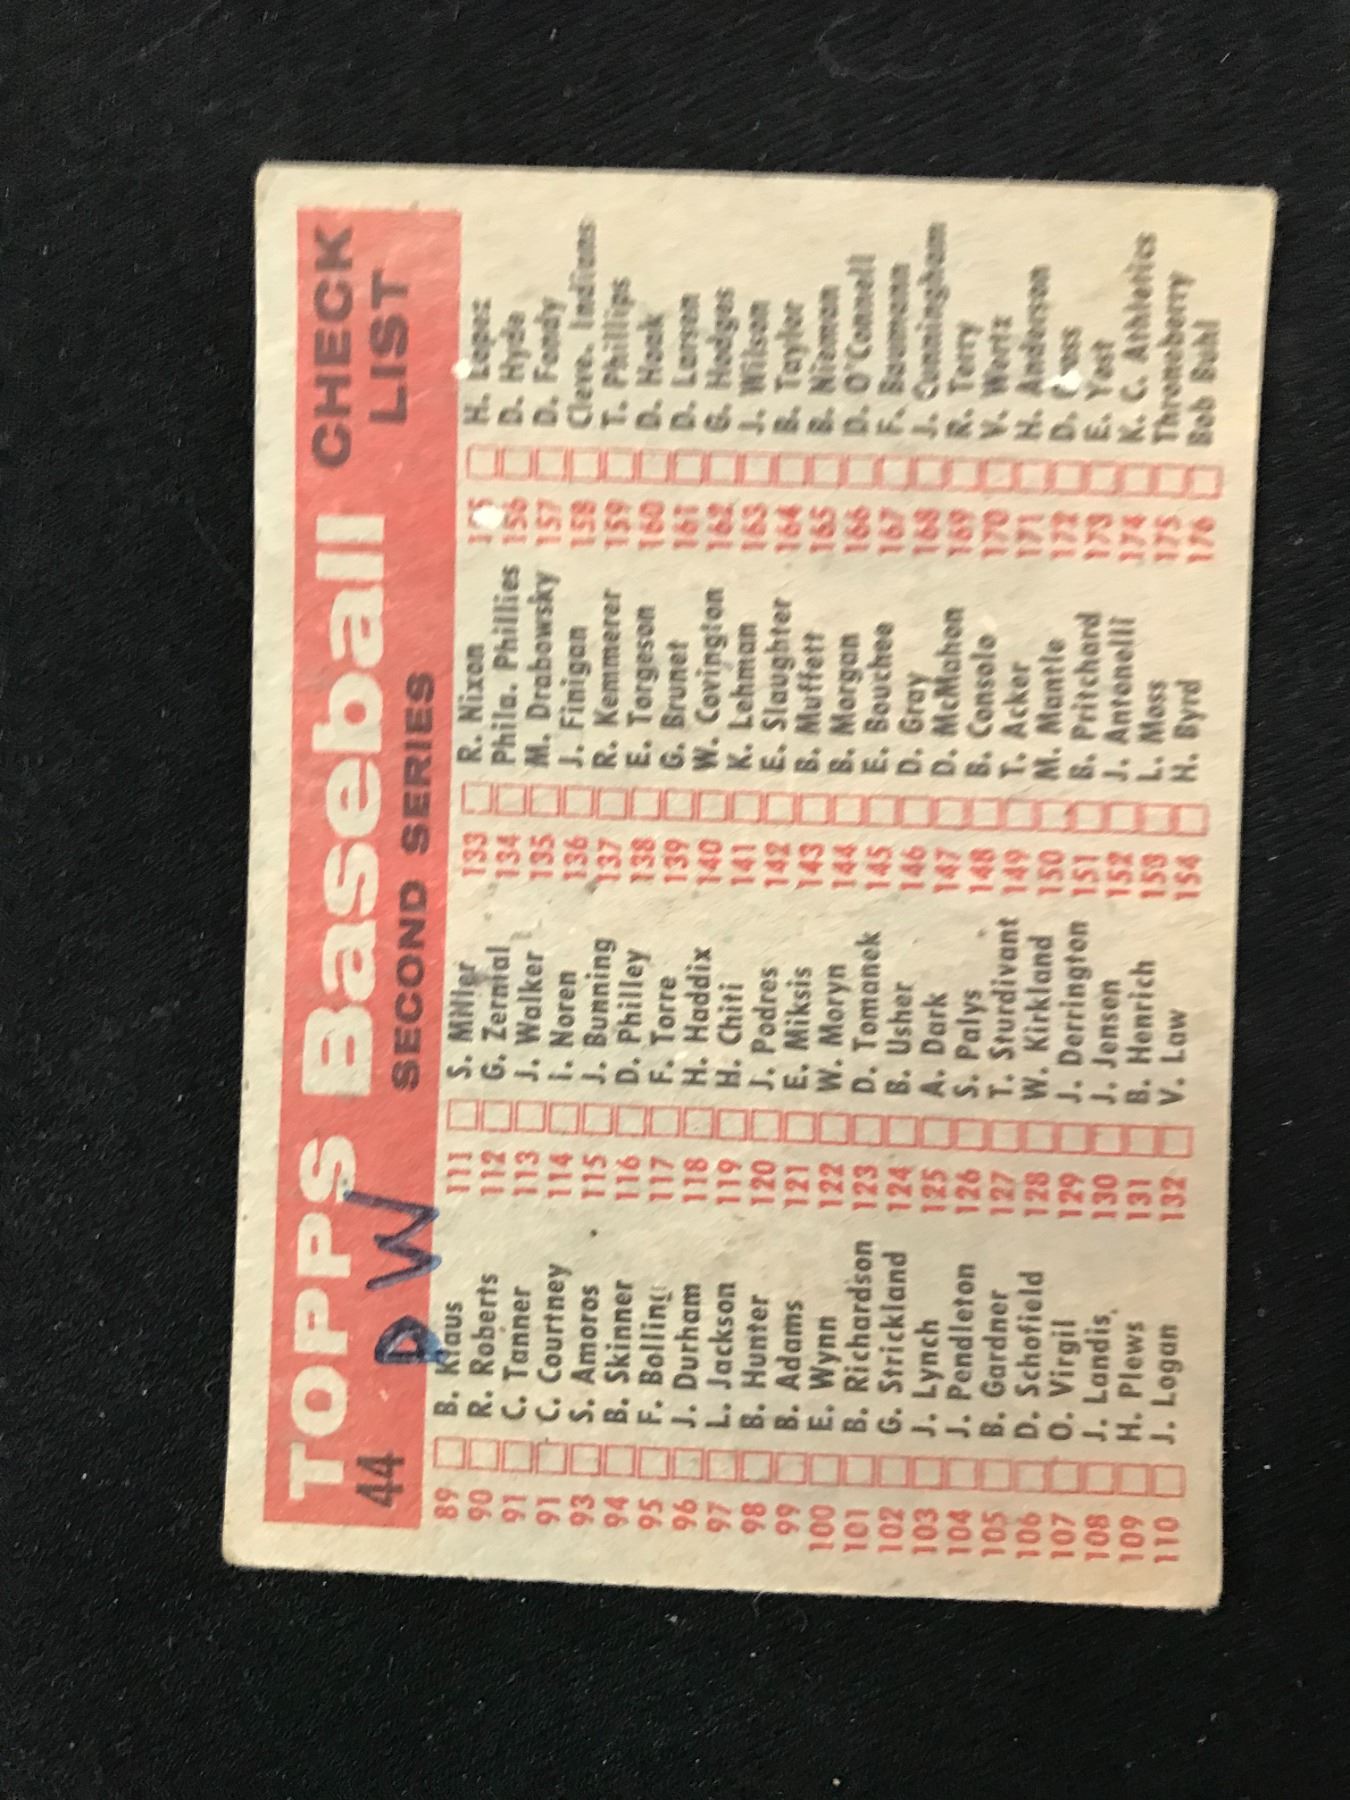 TOPPS Baseball CHECK LIST
44 SECOND SERIES
D W
89 B. Kraus
90 R. Roberts
91 C. Tanner
91 C. Courtney
93 S. Amoros
94 B. Skinner
95 F. Bolling
96 J. Durham
97 L. Jackson
98 B. Hunter
99 B. Adams
100 E. Wynn
101 B. Richardson
102 G. Strickland
103 J. Lynch
104 J. Pendleton
105 B. Gardner
106 D. Schofield
107 O. Virgil
108 J. Landis
109 H. Plews
110 J. Logan
111 S. Miller
112 G. Zernial
113 J. Walker
114 I. Noren
115 J. Bunning
116 D. Philley
117 F. Torre
118 H. Haddix
119 H. Chiti
120 J. Podres
121 E. Miksis
122 W. Moryn
123 D. Tomanek
124 B. Usher
125 A. Dark
126 S. Palys
127 T. Sturdivant
128 W. Kirkland
129 J. Derrington
130 J. Jensen
131 B. Henrich
132 V. Law
133 R. Nixon
134 Phila. Phillies
135 M. Drabowsky
136 J. Finigan
137 R. Kemmerer
138 E. Torgeson
139 G. Brunet
140 W. Covington
141 K. Lehman
142 E. Slaughter
143 B. Muffett
144 B. Morgan
145 E. Bouchee
146 D. Gray
147 D. McMahon
148 B. Consolo
149 T. Acker
150 M. Mantle
151 B. Pritchard
152 J. Antonelli
153 L. Moss
154 H. Byrd
155 H. Lopez
156 D. Hyde
157 D. Fondy
158 Cleve. Indians
159 T. Phillips
160 D. Hoak
161 D. Larsen
162 G. Hodges
163 J. Wilson
164 B. Taylor
165 B. Nieman
166 D. O'Connell
167 F. Baumann
168 J. Cunningham
169 R. Terry
170 V. Wertz
171 H. Anderson
172 D.
173 E. Yost
174 K. C. Athletics
175 Throneberry
176 Bob Buhl